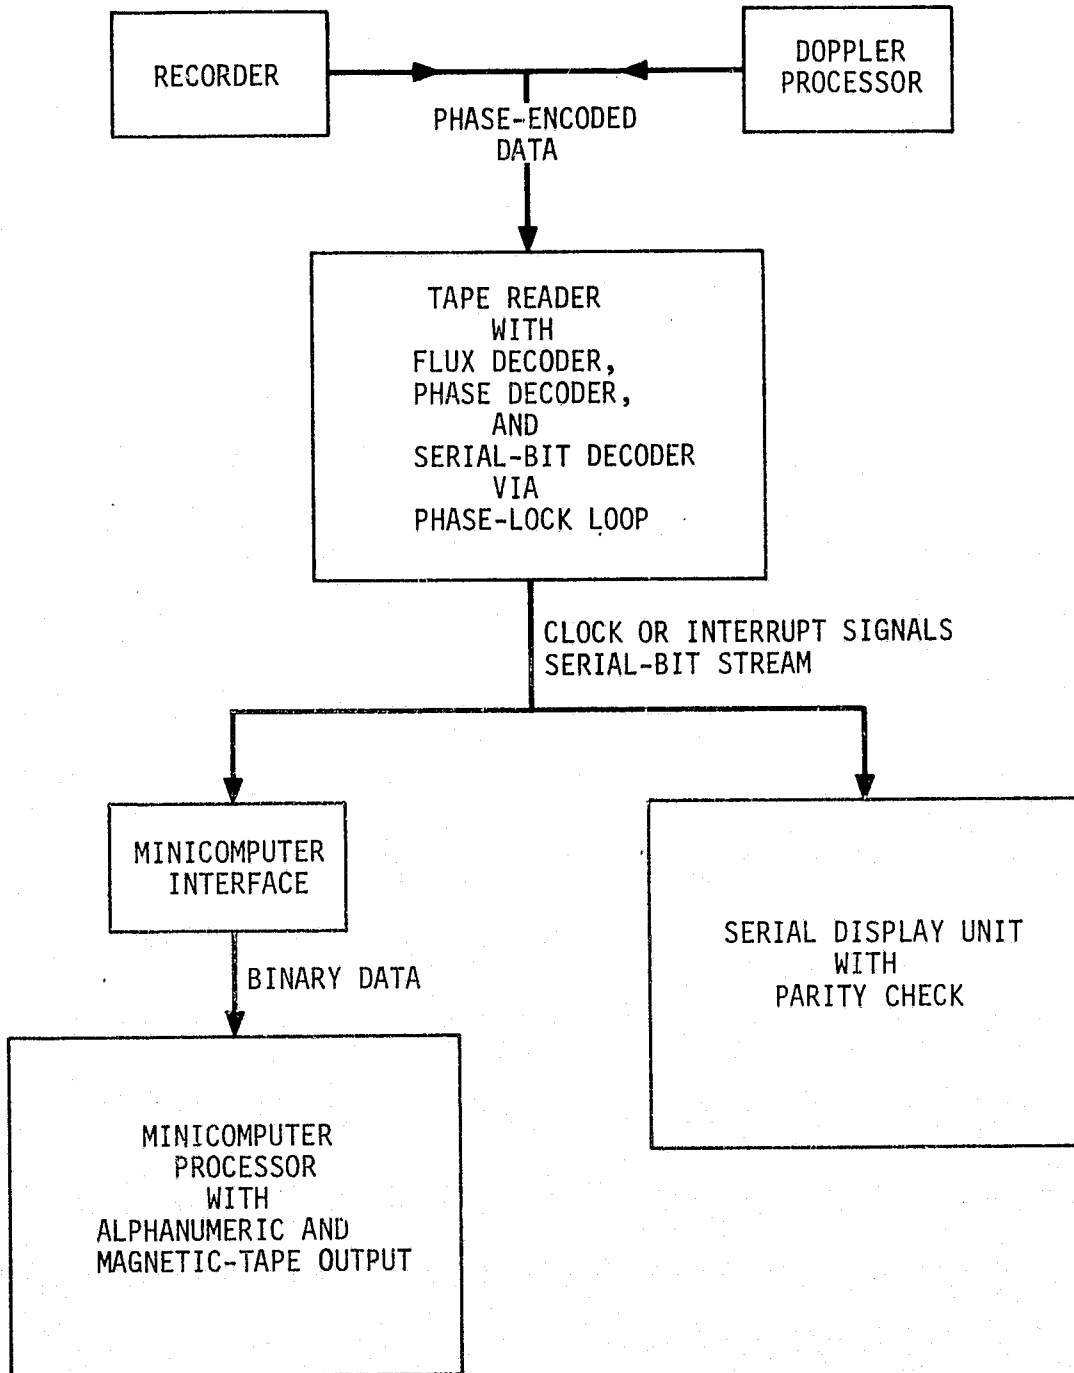 RECORDER
DOPPLER
PROCESSOR
PHASE-ENCODED
DATA
TAPE READER
WITH
FLUX DECODER,
PHASE DECODER,
AND
SERIAL-BIT DECODER
VIA
PHASE-LOCK LOOP
CLOCK OR INTERRUPT SIGNALS
SERIAL-BIT STREAM
MINICOMPUTER
INTERFACE
BINARY DATA
SERIAL DISPLAY UNIT
WITH
PARITY CHECK
MINICOMPUTER
PROCESSOR
WITH
ALPHANUMERIC AND
MAGNETIC-TAPE OUTPUT